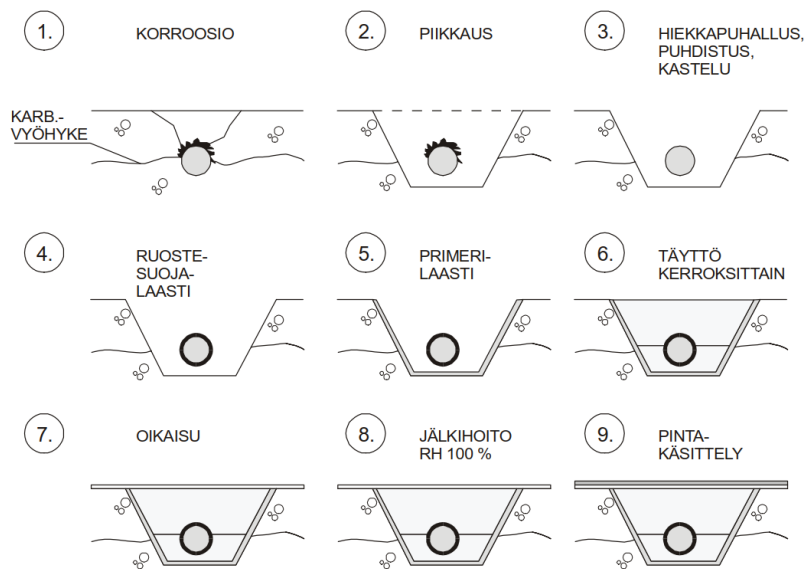 1.
KORROOSIO
2.
PIIKKAUS
3.
HIEKKAPUHALLUS,
PUHDISTUS,
KASTELU
KARB.-
VYÖHYKE
4.
RUOSTE-
SUOJA-
LAASTI
5.
PRIMERI-
LAASTI
6.
TÄYTTÖ
KERROKSITTAIN
7.
OIKAISU
8.
JÄLKIHOITO
RH 100 %
9.
PINTA-
KÄSITTELY